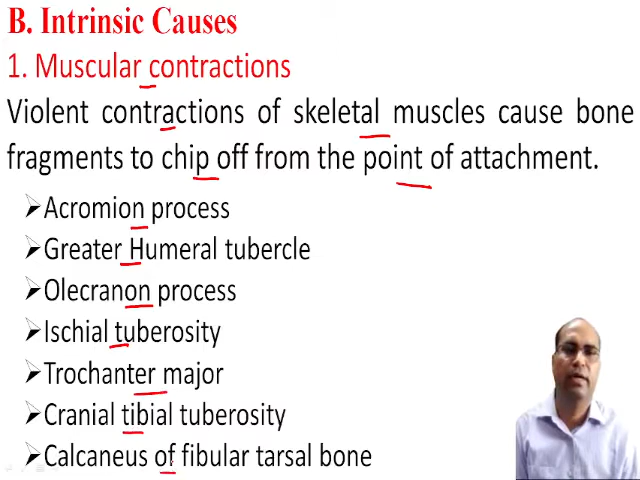 B. Intrinsic Causes
1. Muscular contractions
Violent contractions of skeletal muscles cause bone
fragments to chip off from the point of attachment.
➢Acromion process
➢Greater Humeral tubercle
➢Olecranon process
➢Ischial tuberosity
➢Trochanter major
➢Cranial tibial tuberosity
➢Calcaneus of fibular tarsal bone